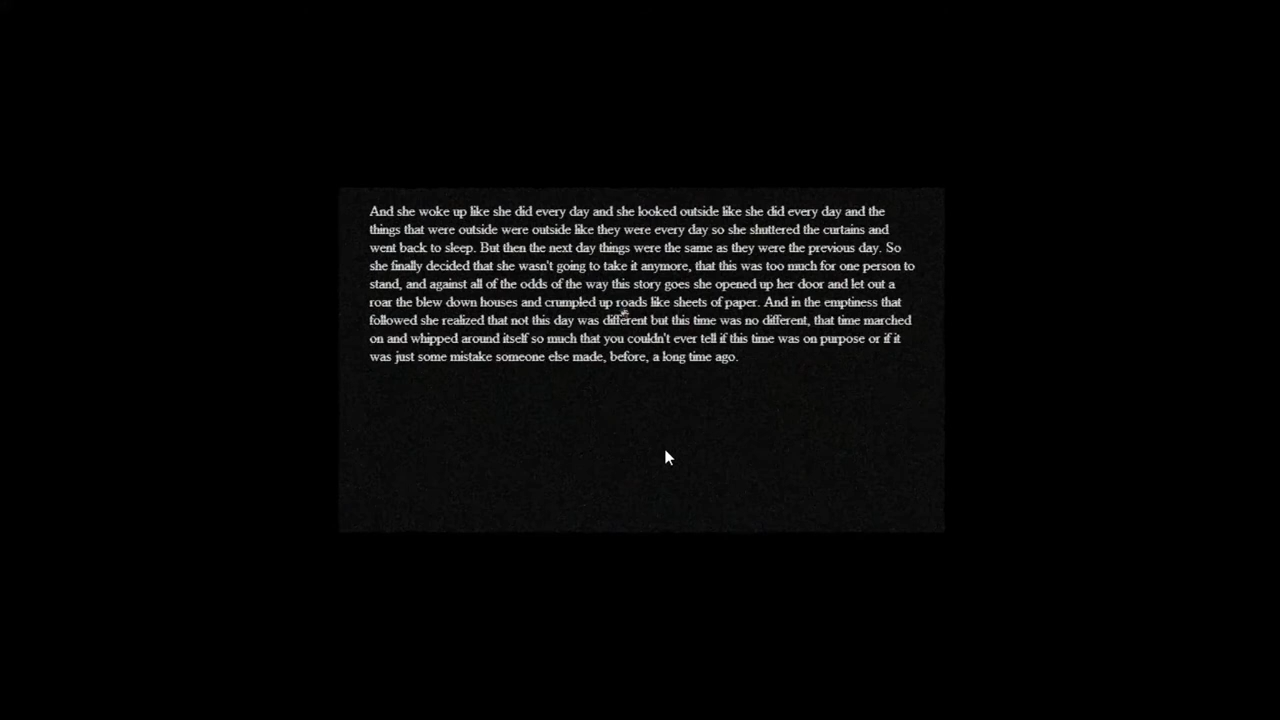 And she woke up like she did every day and she looked outside like she did every day and the
things that were outside were outside like they were every day so she shuttered the curtains and
went back to sleep. But then the next day things were the same as they were the previous day. So
she finally decided that she wasn't going to take it anymore, that this was too much for one person to
stand, and against all of the odds of the way this story goes she opened up her door and let out a
roar the blew down houses and crumpled up roads like sheets of paper. And in the emptiness that
followed she realized that not this day was different but this time was no different, that time marched
on and whipped around itself so much that you couldn't ever tell if this time was on purpose or if it
was just some mistake someone else made, before, a long time ago.